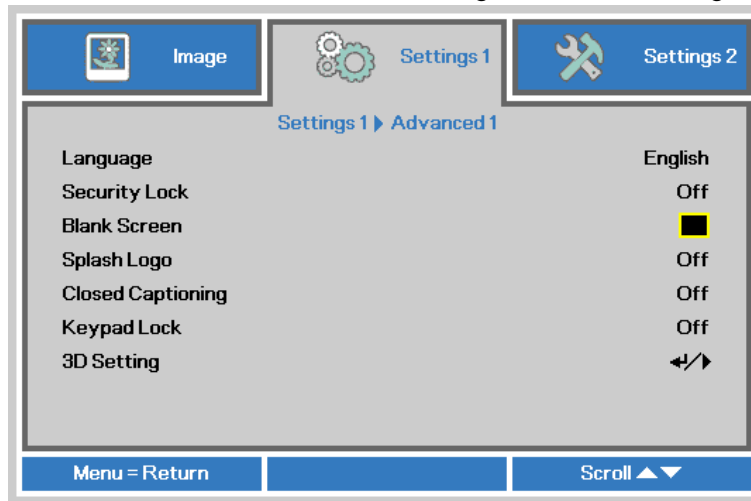 Image
Settings 1
Settings 2
Settings 1 Advanced 1
Language English
Security Lock Off
Blank Screen
Splash Logo Off
Closed Captioning Off
Keypad Lock Off
3D Setting /
Menu = Return
Scroll